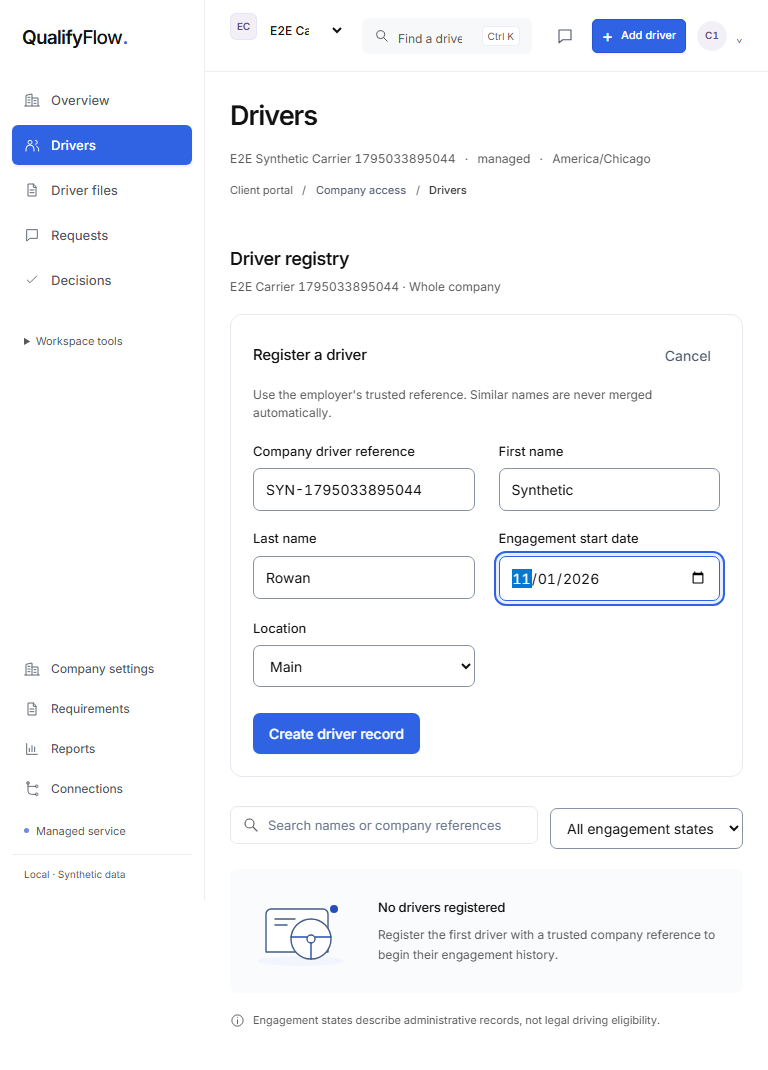 QualifyFlow.
EC
E2E Ca
Find a drive
Ctrl K
+ Add driver
C1
Overview
Drivers
Driver files
Requests
Decisions
Workspace tools
Company settings
Requirements
Reports
Connections
Managed service
Local · Synthetic data
Drivers
E2E Synthetic Carrier 1795033895044 · managed · America/Chicago
Client portal / Company access / Drivers
Driver registry
E2E Carrier 1795033895044 · Whole company
Register a driver
Cancel
Use the employer's trusted reference. Similar names are never merged
automatically.
Company driver reference
First name
SYN-1795033895044
Synthetic
Last name
Engagement start date
Rowan
11/01/2026
Location
Main
Create driver record
Search names or company references
All engagement states
No drivers registered
Register the first driver with a trusted company reference to
begin their engagement history.
Engagement states describe administrative records, not legal driving eligibility.